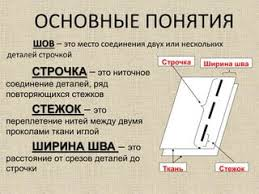 ОСНОВНЫЕ ПОНЯТИЯ
ШОВ – это место соединения двух или нескольких
деталей строчкой
СТРОЧКА – это ниточное
соединение деталей, ряд
повторяющихся стежков
СТЕЖОК – это
переплетение нитей между двумя
проколами ткани иглой
ШИРИНА ШВА – это
расстояние от срезов деталей до
строчки
Строчка
Ширина шва
Ткань
Стежок